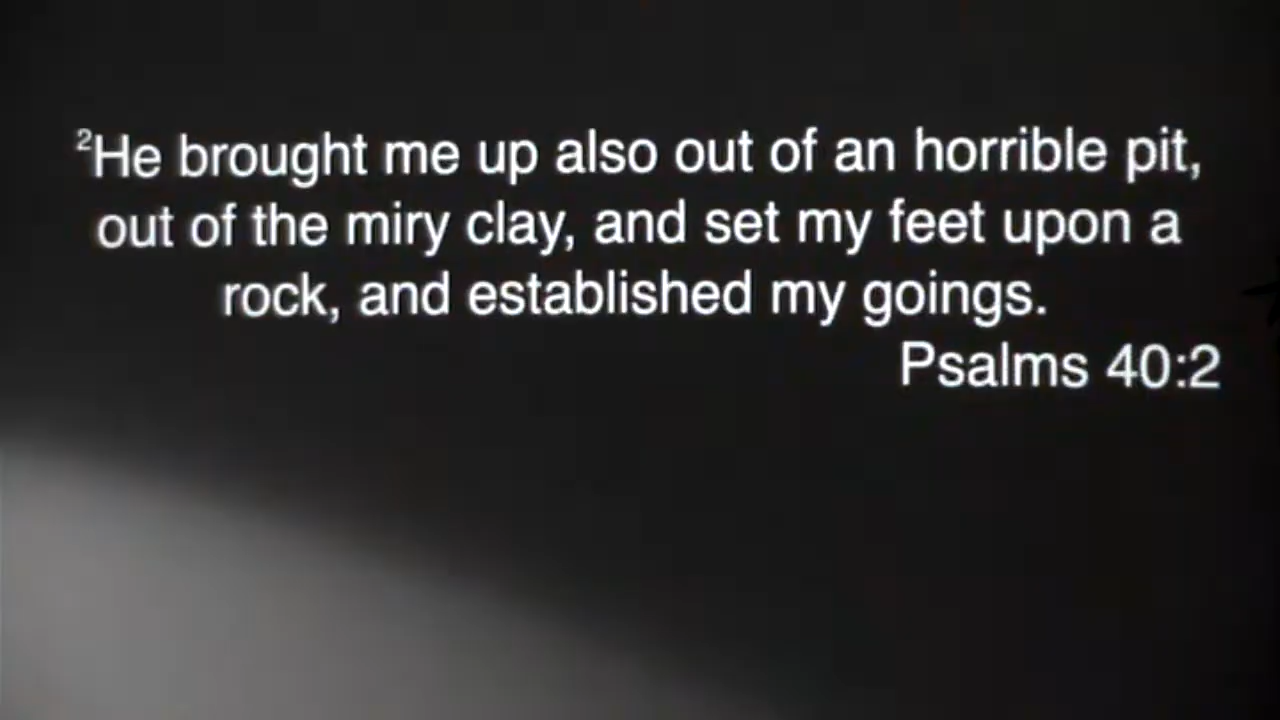 ²He brought me up also out of an horrible pit,
out of the miry clay, and set my feet upon a
rock, and established my goings.
Psalms 40:2